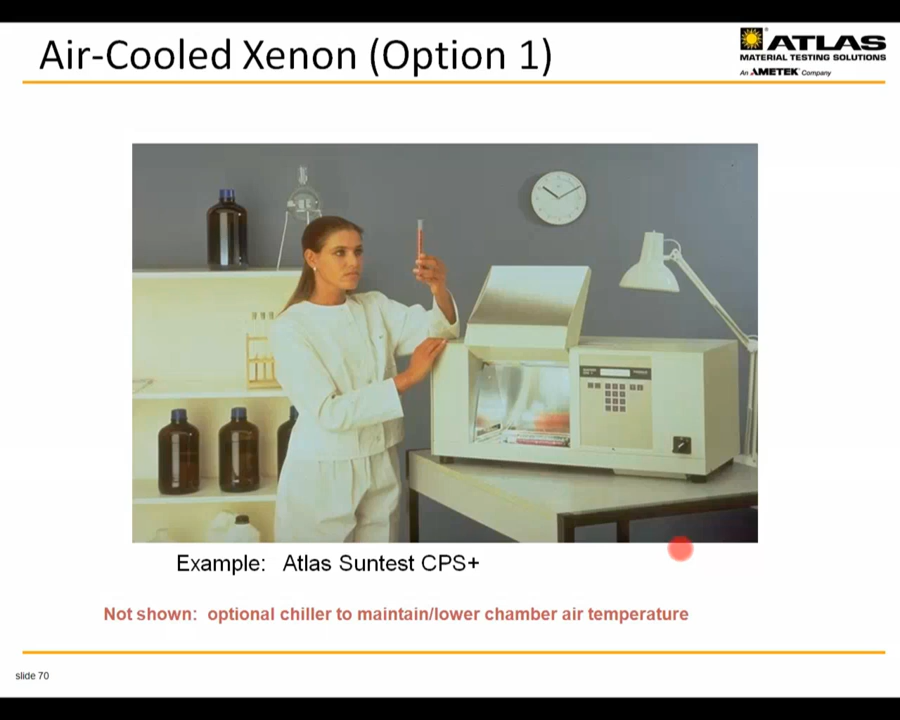 Air-Cooled Xenon (Option 1)
ATLAS
MATERIAL TESTING SOLUTIONS
An AMETEK Company
Example: Atlas Suntest CPS+
Not shown: optional chiller to maintain/lower chamber air temperature
slide 70